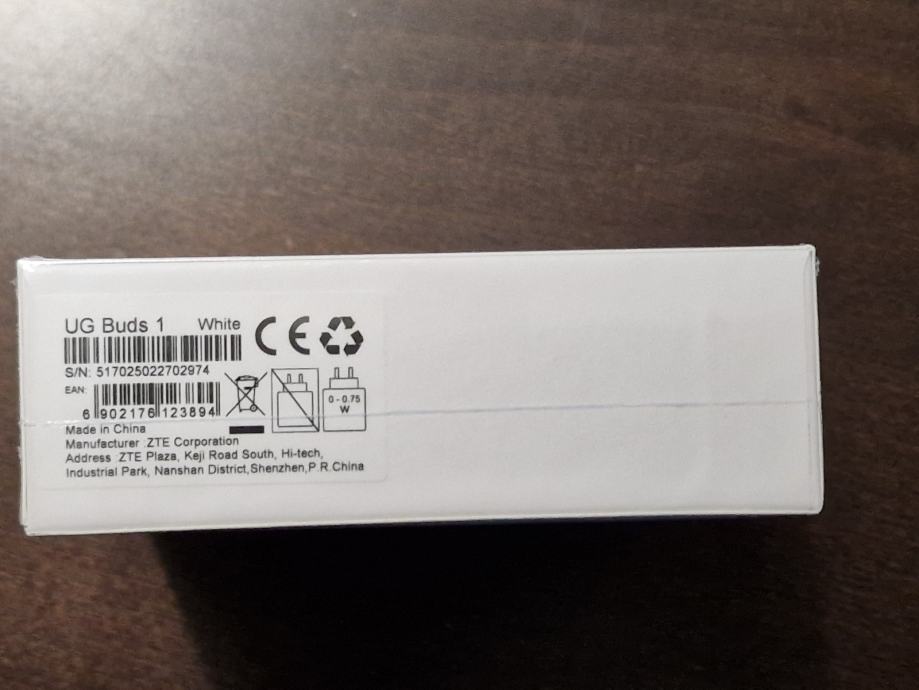 UG Buds 1 White
CE
S/N: 517025022702974
EAN:
6 902176 123894
0 - 0.75
W
Made in China
Manufacturer :ZTE Corporation
Address :ZTE Plaza, Keji Road South, Hi-tech,
Industrial Park, Nanshan District,Shenzhen,P.R.China